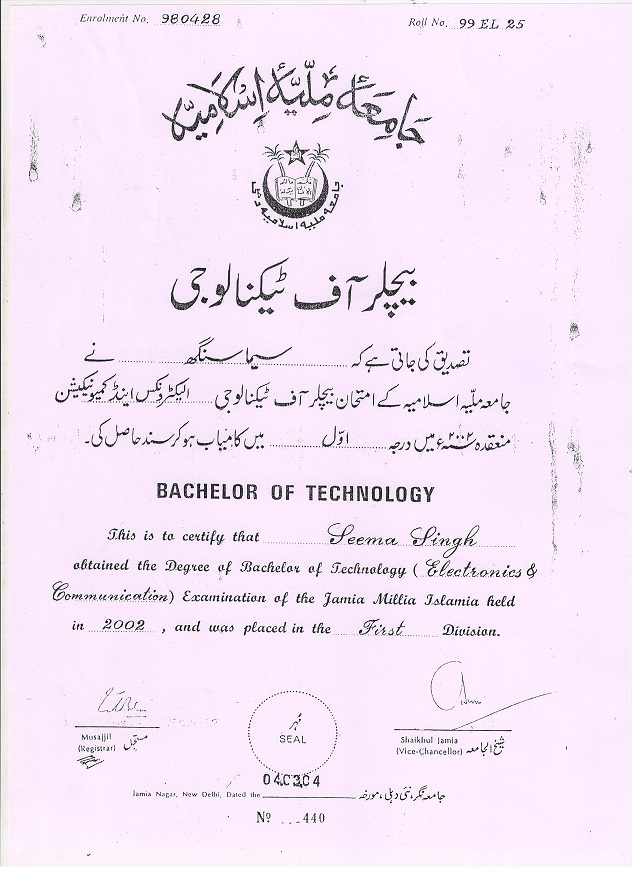 Enrolment No. 980428
Roll No. 99 EL 25
جامعہ ملیہ اسلامیہ
جامعہ ملیہ اسلامیہ دہلی
بیچلر آف ٹیکنالوجی
تصدیق کی جاتی ہے کہ سیما سنگھ نے
جامعہ ملیہ اسلامیہ کے امتحان بیچلر آف ٹیکنالوجی الیکٹرونکس اینڈ کمیونیکیشن
منعقدہ ۲۰۰۲ء میں درجہ اوّل میں کامیاب ہو کر سند حاصل کی۔
BACHELOR OF TECHNOLOGY
This is to certify that Seema Singh
obtained the Degree of Bachelor of Technology (Electronics &
Communication) Examination of the Jamia Millia Islamia held
in 2002, and was placed in the First Division.
مہر
SEAL
Musajjil
(Registrar) مسجل
Shaikhul Jamia
(Vice-Chancellor) شیخ الجامعہ
040304
Jamia Nagar, New Delhi, Dated the جامعہ نگر، نئی دہلی، مورخہ
Nº ...440